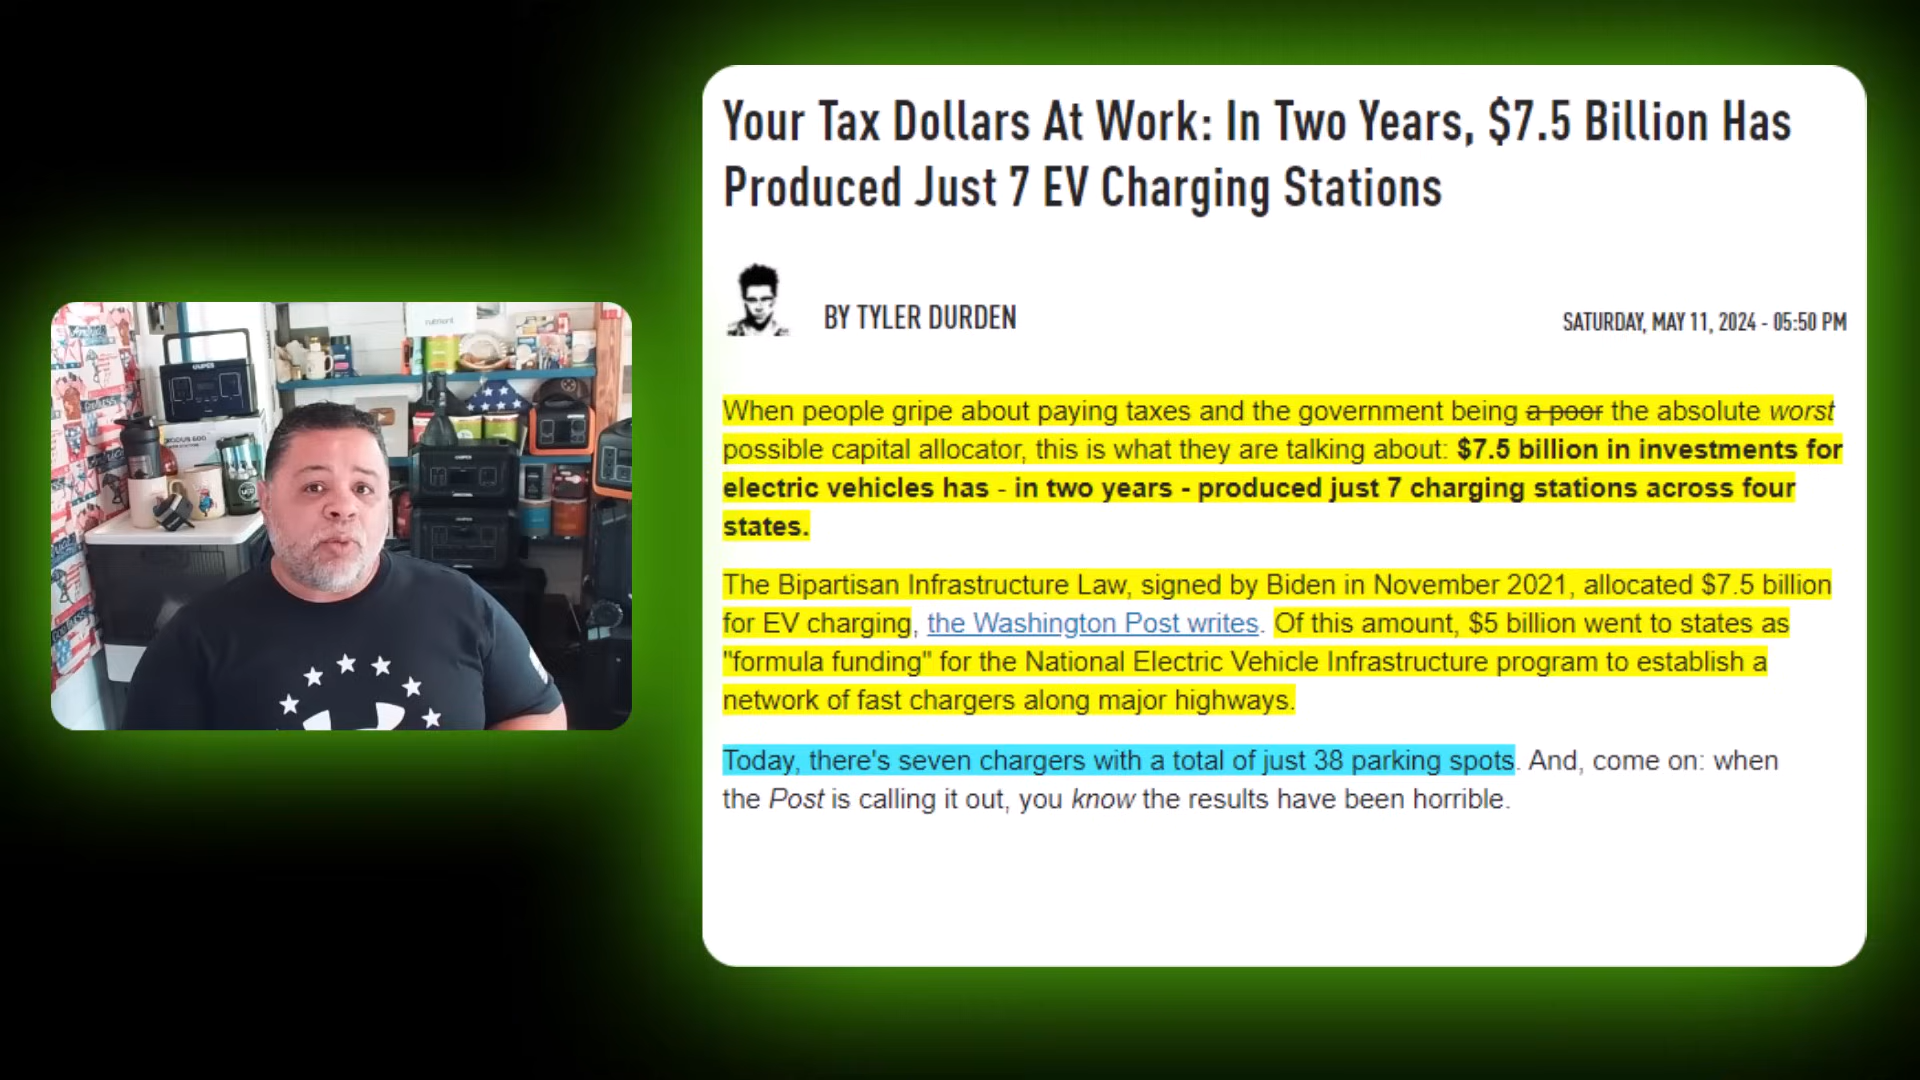 Your Tax Dollars At Work: In Two Years, $7.5 Billion Has
Produced Just 7 EV Charging Stations
BY TYLER DURDEN
SATURDAY, MAY 11, 2024 - 05:50 PM
When people gripe about paying taxes and the government being a poor the absolute worst
possible capital allocator, this is what they are talking about: $7.5 billion in investments for
electric vehicles has - in two years - produced just 7 charging stations across four
states.
The Bipartisan Infrastructure Law, signed by Biden in November 2021, allocated $7.5 billion
for EV charging, the Washington Post writes. Of this amount, $5 billion went to states as
"formula funding" for the National Electric Vehicle Infrastructure program to establish a
network of fast chargers along major highways.
Today, there's seven chargers with a total of just 38 parking spots. And, come on: when
the Post is calling it out, you know the results have been horrible.